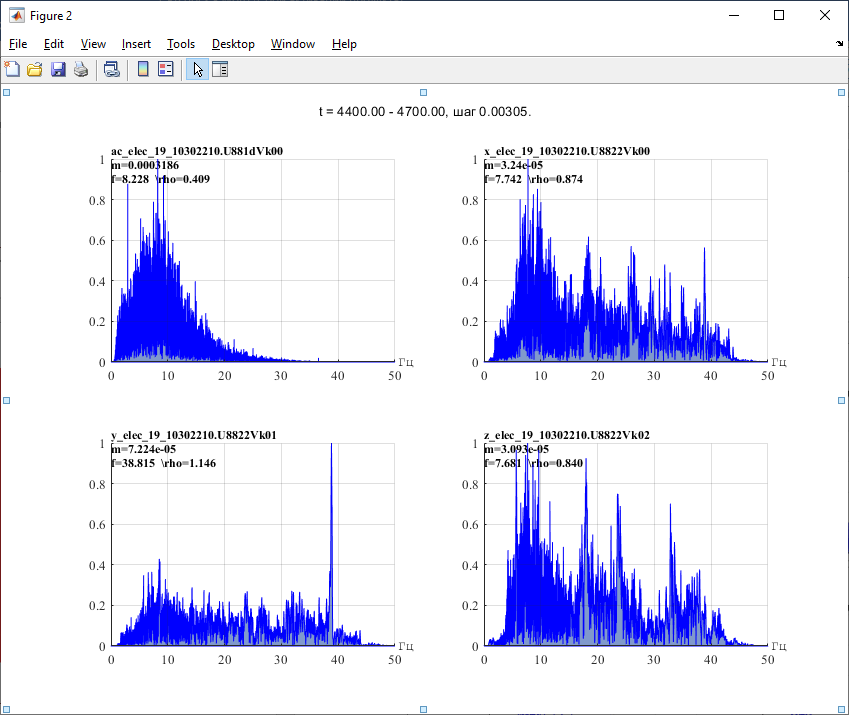 Figure 2
File Edit View Insert Tools Desktop Window Help
t = 4400.00 - 4700.00, шаг 0.00305.
ac_elec_19_10302210.U881dVk00
m=0.0003186
f=8.228 \rho=0.409
1
0.8
0.6
0.4
0.2
0
0 10 20 30 40 50
Гц
x_elec_19_10302210.U8822Vk00
m=3.24e-05
f=7.742 \rho=0.874
1
0.8
0.6
0.4
0.2
0
0 10 20 30 40 50
Гц
y_elec_19_10302210.U8822Vk01
m=7.224e-05
f=38.815 \rho=1.146
1
0.8
0.6
0.4
0.2
0
0 10 20 30 40 50
Гц
z_elec_19_10302210.U8822Vk02
m=3.093e-05
f=7.681 \rho=0.840
1
0.8
0.6
0.4
0.2
0
0 10 20 30 40 50
Гц